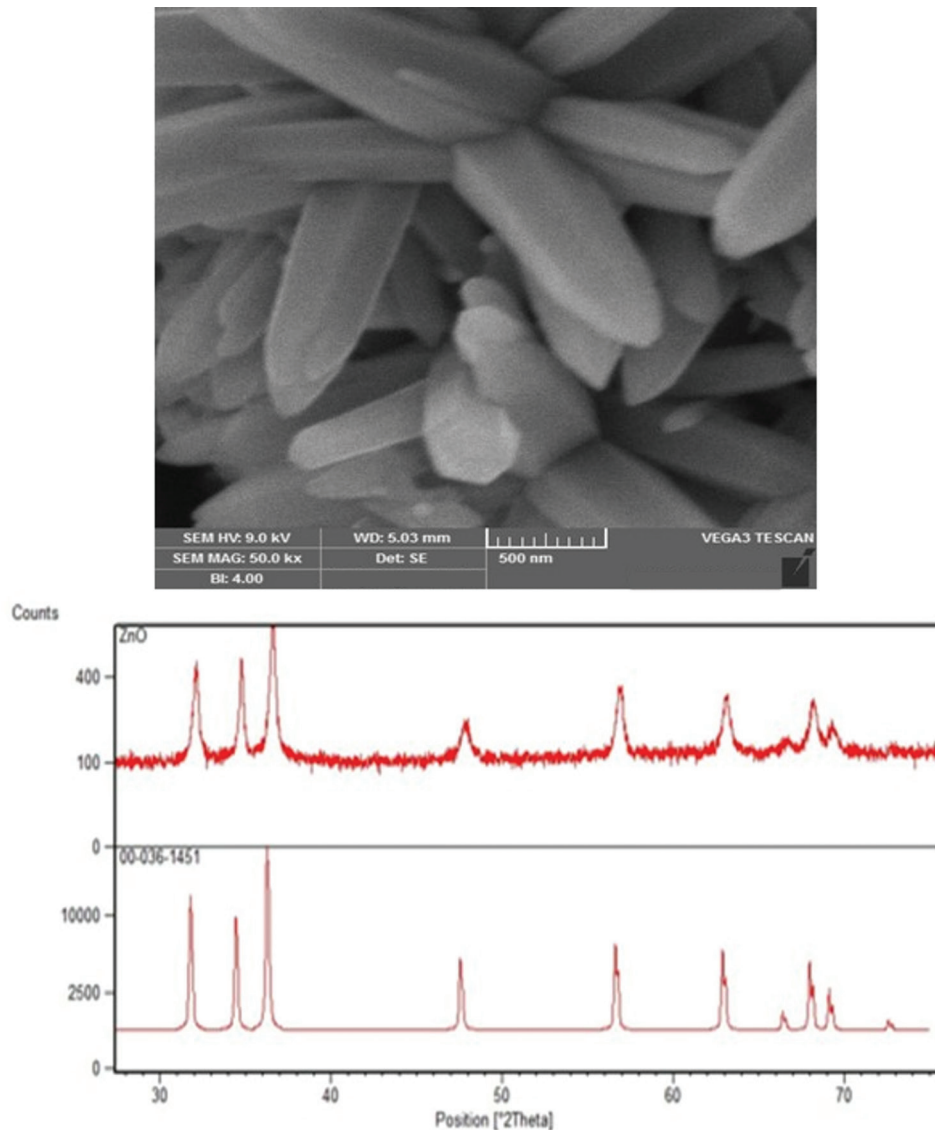 SEM HV: 9.0 kV WD: 5.03 mm VEGA3 TESCAN
SEM MAG: 50.0 kx Det: SE 500 nm
BI: 4.00
Counts
ZnO
400
100
0
00-036-1451
10000
2500
0
30 40 50 60 70
Position [°2Theta]